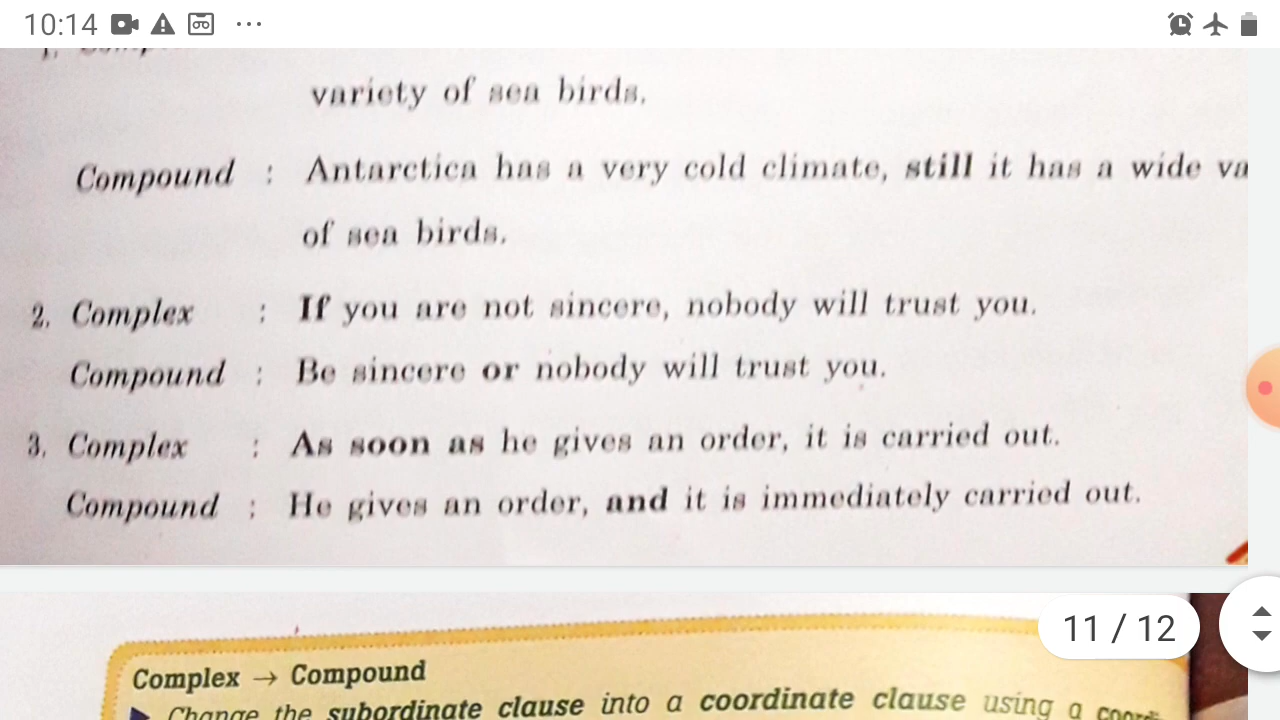 10:14
1.
variety of sea birds.
Compound : Antarctica has a very cold climate, still it has a wide va
of sea birds.
2. Complex : If you are not sincere, nobody will trust you.
Compound : Be sincere or nobody will trust you.
3. Complex : As soon as he gives an order, it is carried out.
Compound : He gives an order, and it is immediately carried out.
11 / 12
Complex → Compound
Change the subordinate clause into a coordinate clause using a